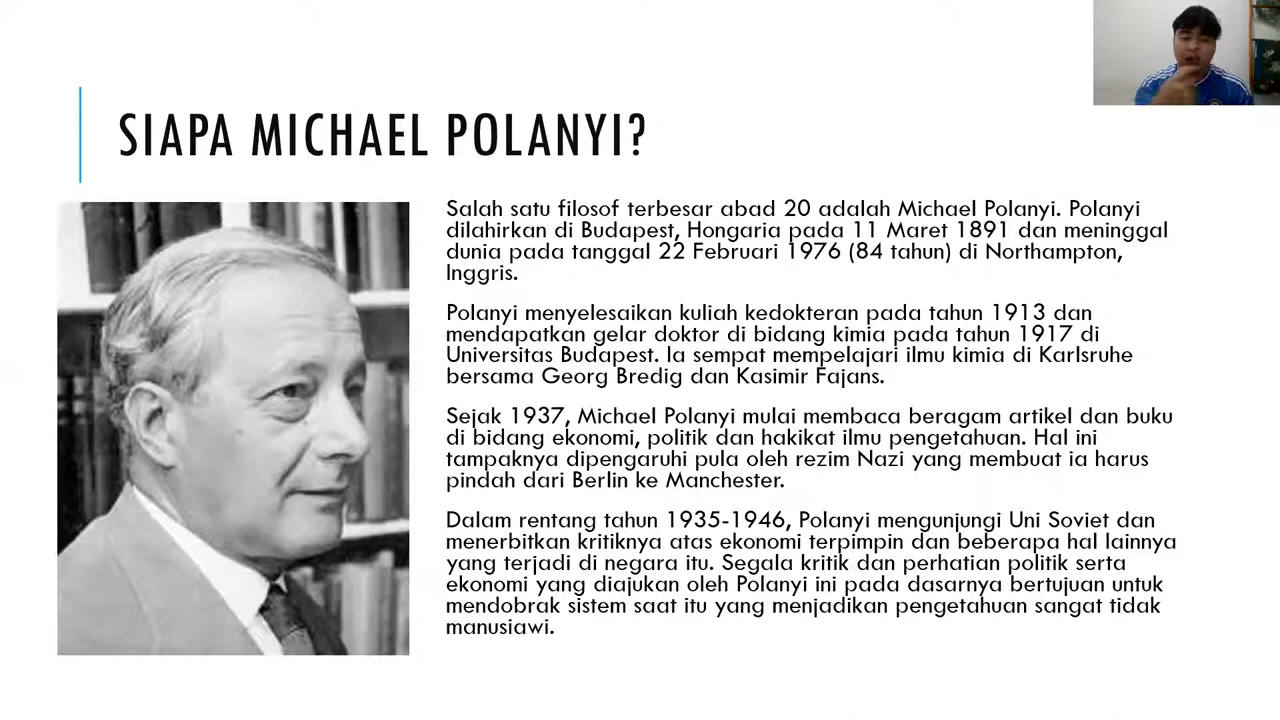 SIAPA MICHAEL POLANYI?
Salah satu filosof terbesar abad 20 adalah Michael Polanyi. Polanyi
dilahirkan di Budapest, Hongaria pada 11 Maret 1891 dan meninggal
dunia pada tanggal 22 Februari 1976 (84 tahun) di Northampton,
Inggris.
Polanyi menyelesaikan kuliah kedokteran pada tahun 1913 dan
mendapatkan gelar doktor di bidang kimia pada tahun 1917 di
Universitas Budapest. Ia sempat mempelajari ilmu kimia di Karlsruhe
bersama Georg Bredig dan Kasimir Fajans.
Sejak 1937, Michael Polanyi mulai membaca beragam artikel dan buku
di bidang ekonomi, politik dan hakikat ilmu pengetahuan. Hal ini
tampaknya dipengaruhi pula oleh rezim Nazi yang membuat ia harus
pindah dari Berlin ke Manchester.
Dalam rentang tahun 1935-1946, Polanyi mengunjungi Uni Soviet dan
menerbitkan kritiknya atas ekonomi terpimpin dan beberapa hal lainnya
yang terjadi di negara itu. Segala kritik dan perhatian politik serta
ekonomi yang diajukan oleh Polanyi ini pada dasarnya bertujuan untuk
mendobrak sistem saat itu yang menjadikan pengetahuan sangat tidak
manusiawi.